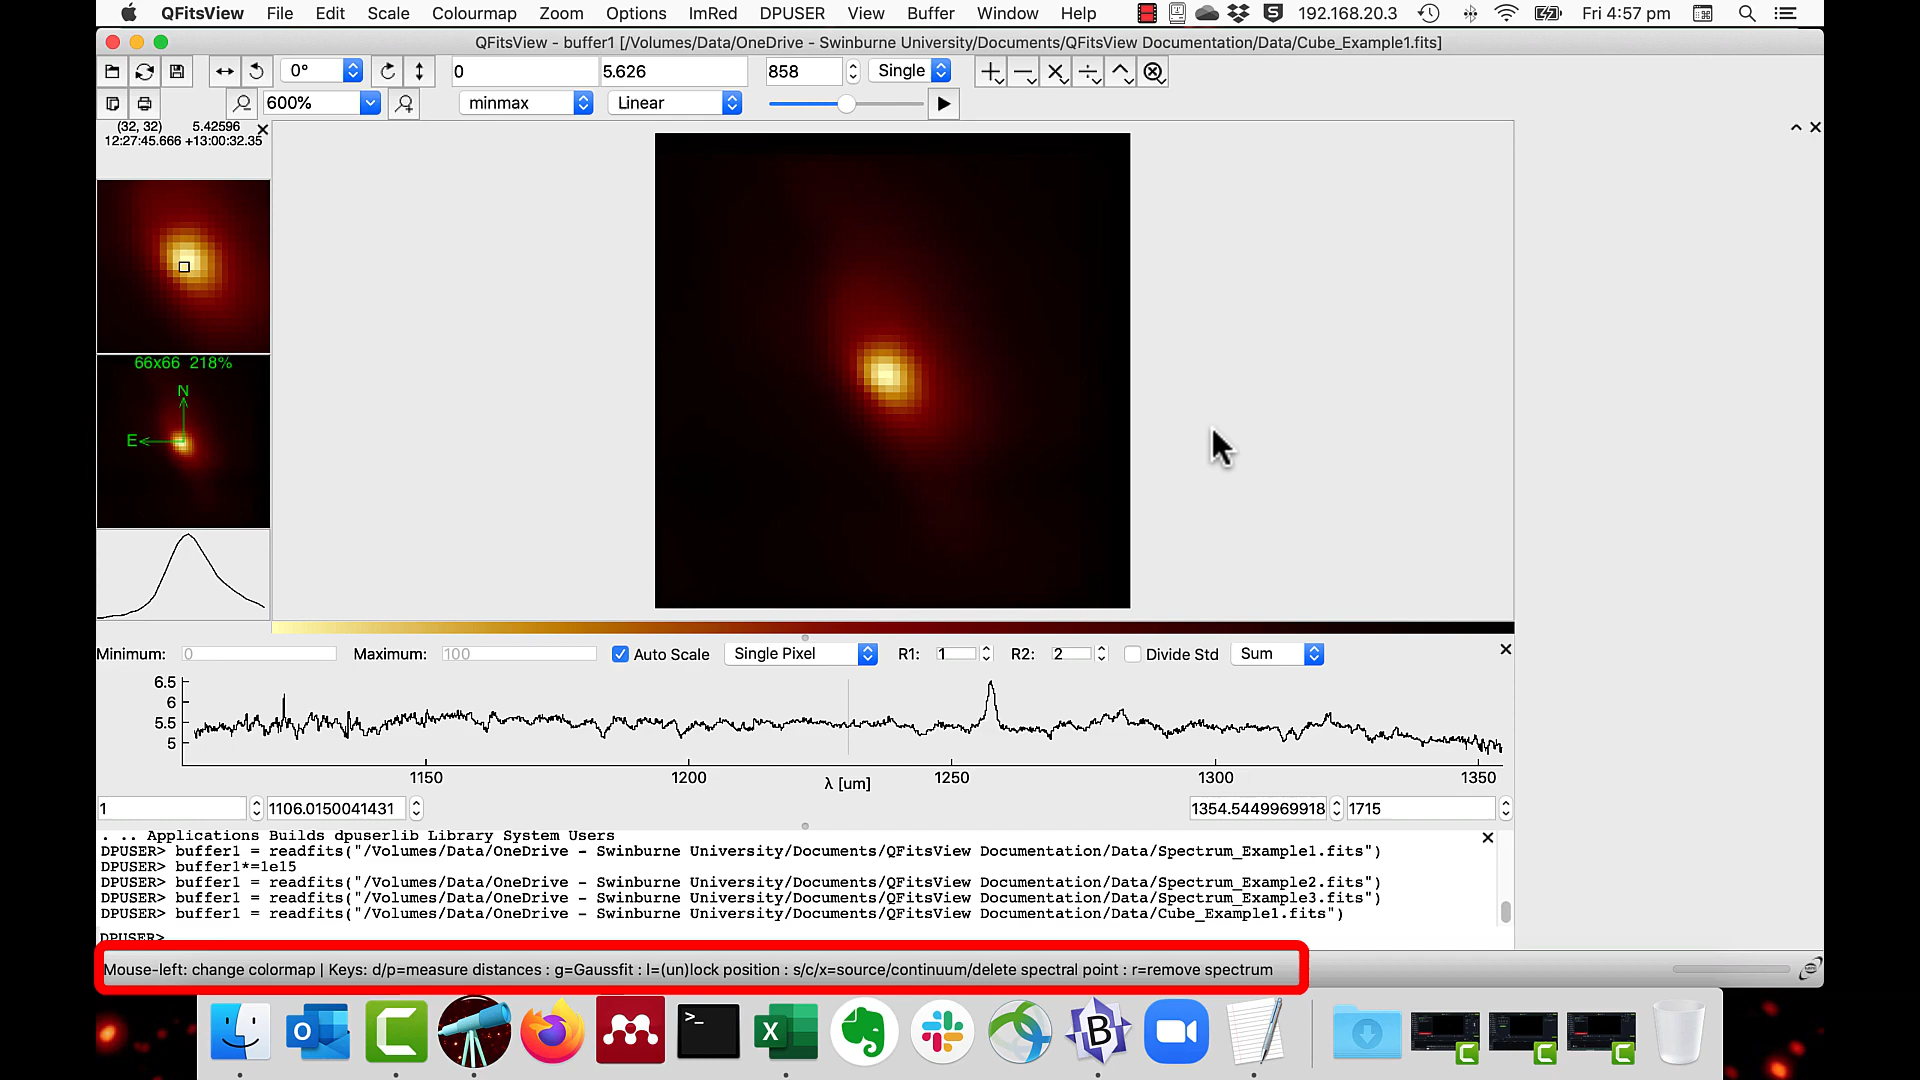 QFitsView File Edit Scale Colourmap Zoom Options ImRed DPUSER View Buffer Window Help 192.168.20.3 Fri 4:57 pm
QFitsView - buffer1 [/Volumes/Data/OneDrive - Swinburne University/Documents/QFitsView Documentation/Data/Cube_Example1.fits]
0° 0 5.626 858 Single
600% minmax Linear
(32, 32) 5.42596
12:27:45.666 +13:00:32.35
66x66 218%
N
E
Minimum: 0 Maximum: 100 Auto Scale Single Pixel R1: 1 R2: 2 Divide Std Sum
6.5
6
5.5
5
1150 1200 1250 1300 1350
λ [um]
1 1106.0150041431 1354.5449969918 1715
. .. Applications Builds dpuserlib Library System Users
DPUSER> buffer1 = readfits("/Volumes/Data/OneDrive - Swinburne University/Documents/QFitsView Documentation/Data/Spectrum_Example1.fits")
DPUSER> buffer1*=1e15
DPUSER> buffer1 = readfits("/Volumes/Data/OneDrive - Swinburne University/Documents/QFitsView Documentation/Data/Spectrum_Example2.fits")
DPUSER> buffer1 = readfits("/Volumes/Data/OneDrive - Swinburne University/Documents/QFitsView Documentation/Data/Spectrum_Example3.fits")
DPUSER> buffer1 = readfits("/Volumes/Data/OneDrive - Swinburne University/Documents/QFitsView Documentation/Data/Cube_Example1.fits")
DPUSER>
Mouse-left: change colormap | Keys: d/p=measure distances : g=Gaussfit : l=(un)lock position : s/c/x=source/continuum/delete spectral point : r=remove spectrum